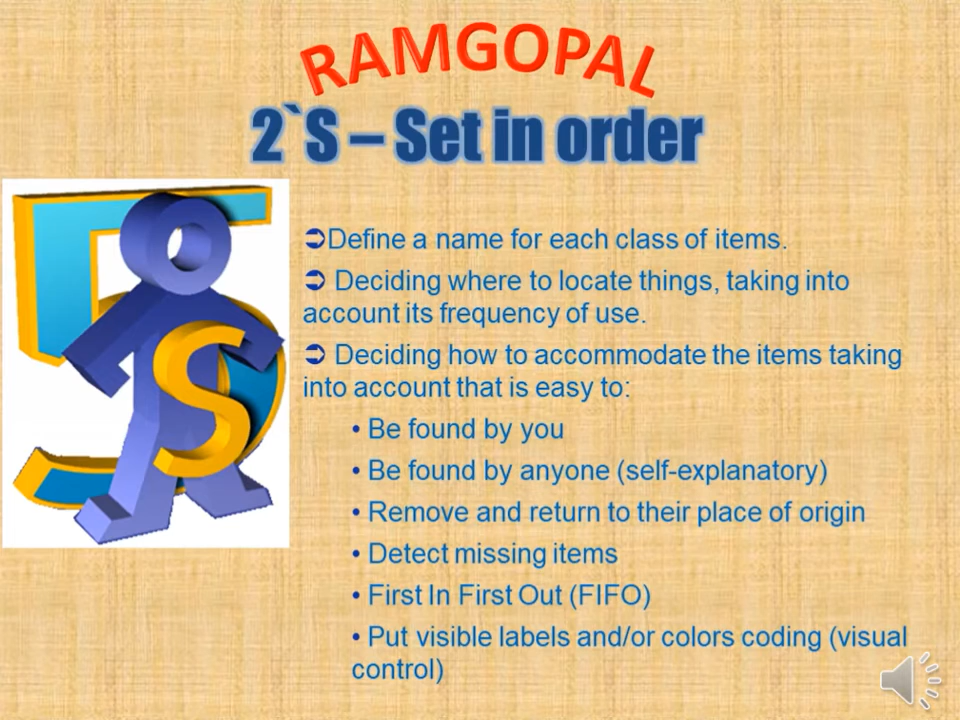 RAMGOPAL
2`S – Set in order
➲Define a name for each class of items.
➲ Deciding where to locate things, taking into
account its frequency of use.
➲ Deciding how to accommodate the items taking
into account that is easy to:
• Be found by you
• Be found by anyone (self-explanatory)
• Remove and return to their place of origin
• Detect missing items
• First In First Out (FIFO)
• Put visible labels and/or colors coding (visual
control)
5
S